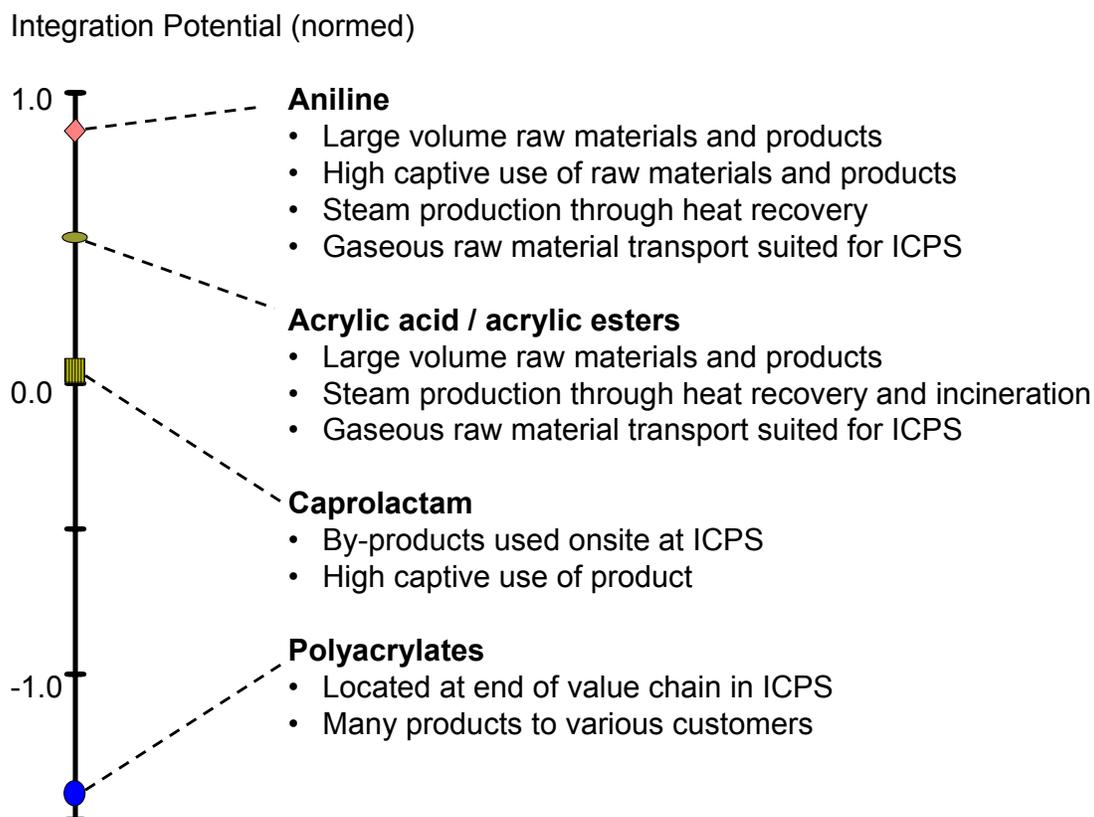 Integration Potential (normed)
1.0
Aniline
• Large volume raw materials and products
• High captive use of raw materials and products
• Steam production through heat recovery
• Gaseous raw material transport suited for ICPS
Acrylic acid / acrylic esters
• Large volume raw materials and products
0.0
• Steam production through heat recovery and incineration
• Gaseous raw material transport suited for ICPS
Caprolactam
• By-products used onsite at ICPS
• High captive use of product
Polyacrylates
-1.0
• Located at end of value chain in ICPS
• Many products to various customers